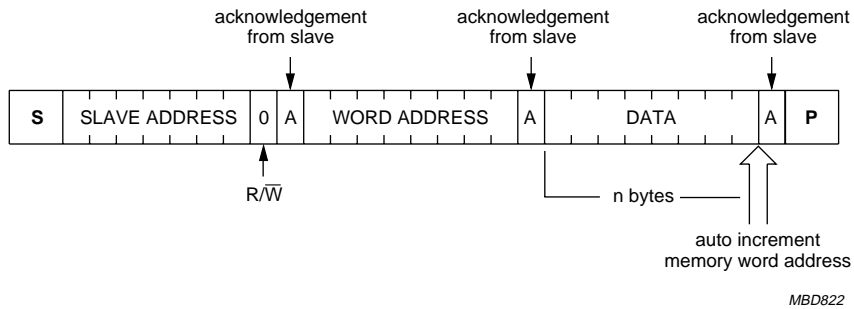 acknowledgement
from slave
acknowledgement
from slave
acknowledgement
from slave
S SLAVE ADDRESS 0 A WORD ADDRESS A DATA A P
R/W̅
n bytes
auto increment
memory word address
MBD822